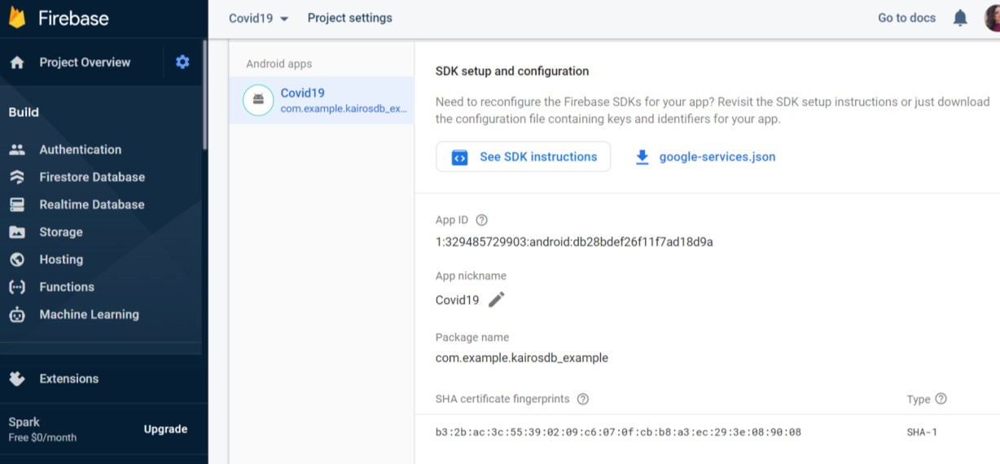 Firebase
Covid19
Project settings
Go to docs
Project Overview
Build
Authentication
Firestore Database
Realtime Database
Storage
Hosting
Functions
Machine Learning
Extensions
Spark
Free $0/month
Upgrade
Android apps
Covid19
com.example.kairosdb_ex...
SDK setup and configuration
Need to reconfigure the Firebase SDKs for your app? Revisit the SDK setup instructions or just download
the configuration file containing keys and identifiers for your app.
See SDK instructions
google-services.json
App ID
1:329485729903:android:db28bdef26f11f7ad18d9a
App nickname
Covid19
Package name
com.example.kairosdb_example
SHA certificate fingerprints
Type
b3:2b:ac:3c:55:39:02:09:c6:07:0f:cb:b8:a3:ec:29:3e:08:90:08
SHA-1